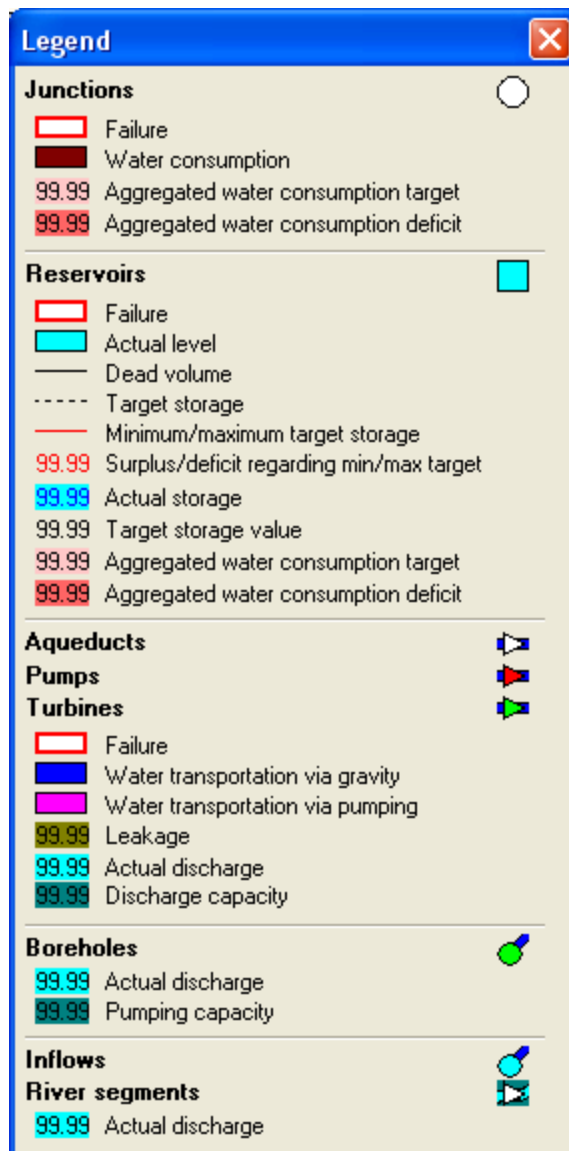 Legend
Junctions
Failure
Water consumption
99.99 Aggregated water consumption target
99.99 Aggregated water consumption deficit
Reservoirs
Failure
Actual level
Dead volume
Target storage
Minimum/maximum target storage
99.99 Surplus/deficit regarding min/max target
99.99 Actual storage
99.99 Target storage value
99.99 Aggregated water consumption target
99.99 Aggregated water consumption deficit
Aqueducts
Pumps
Turbines
Failure
Water transportation via gravity
Water transportation via pumping
99.99 Leakage
99.99 Actual discharge
99.99 Discharge capacity
Boreholes
99.99 Actual discharge
99.99 Pumping capacity
Inflows
River segments
99.99 Actual discharge